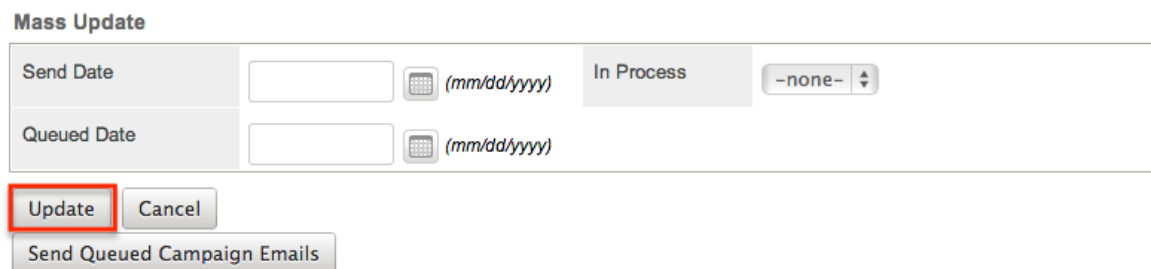 Mass Update
Send Date (mm/dd/yyyy) In Process -none-
Queued Date (mm/dd/yyyy)
Update Cancel
Send Queued Campaign Emails